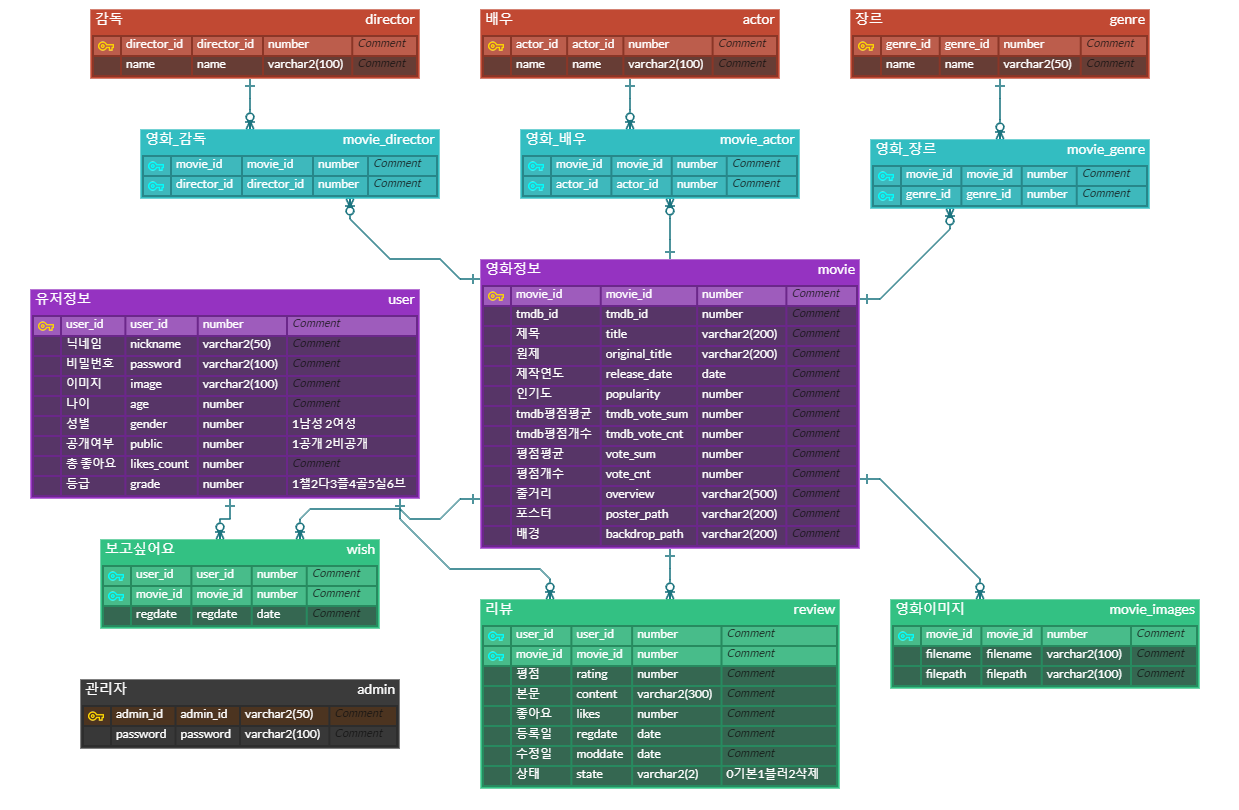 감독 director
director_id director_id number Comment
name name varchar2(100) Comment
배우 actor
actor_id actor_id number Comment
name name varchar2(100) Comment
장르 genre
genre_id genre_id number Comment
name name varchar2(50) Comment
영화_감독 movie_director
movie_id movie_id number Comment
director_id director_id number Comment
영화_배우 movie_actor
movie_id movie_id number Comment
actor_id actor_id number Comment
영화_장르 movie_genre
movie_id movie_id number Comment
genre_id genre_id number Comment
유저정보 user
user_id user_id number Comment
닉네임 nickname varchar2(50) Comment
비밀번호 password varchar2(100) Comment
이미지 image varchar2(100) Comment
나이 age number Comment
성별 gender number 1남성 2여성
공개여부 public number 1공개 2비공개
총 좋아요 likes_count number Comment
등급 grade number 1챌2다3플4골5실6브
영화정보 movie
movie_id movie_id number Comment
tmdb_id tmdb_id number Comment
제목 title varchar2(200) Comment
원제 original_title varchar2(200) Comment
제작연도 release_date date Comment
인기도 popularity number Comment
tmdb평점평균 tmdb_vote_sum number Comment
tmdb평점개수 tmdb_vote_cnt number Comment
평점평균 vote_sum number Comment
평점개수 vote_cnt number Comment
줄거리 overview varchar2(500) Comment
포스터 poster_path varchar2(200) Comment
배경 backdrop_path varchar2(200) Comment
보고싶어요 wish
user_id user_id number Comment
movie_id movie_id number Comment
regdate regdate date Comment
리뷰 review
user_id user_id number Comment
movie_id movie_id number Comment
평점 rating number Comment
본문 content varchar2(300) Comment
좋아요 likes number Comment
등록일 regdate date Comment
수정일 moddate date Comment
상태 state varchar2(2) 0기본1블러2삭제
영화이미지 movie_images
movie_id movie_id number Comment
filename filename varchar2(100) Comment
filepath filepath varchar2(100) Comment
관리자 admin
admin_id admin_id varchar2(50) Comment
password password varchar2(100) Comment